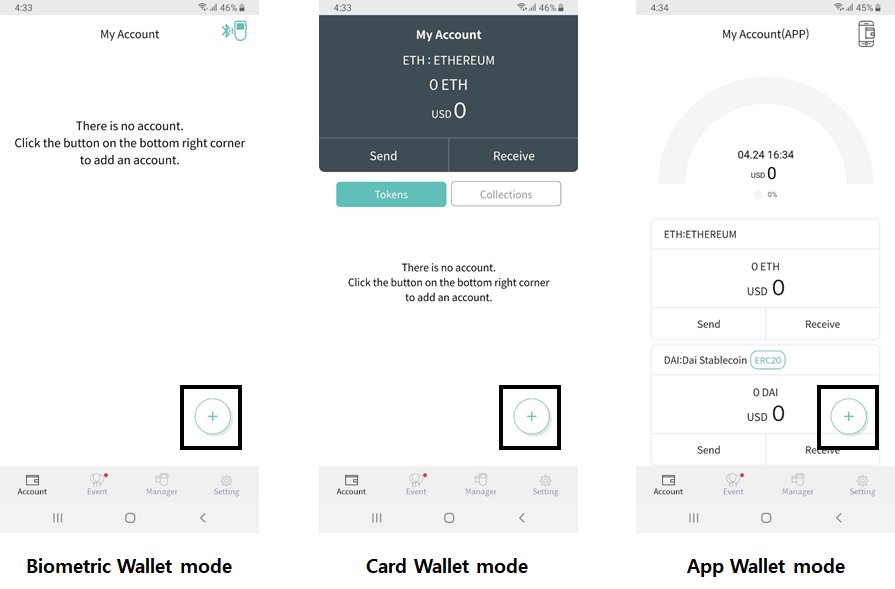 4:33
46%
My Account
There is no account.
Click the button on the bottom right corner
to add an account.
+
Account
Event
Manager
Setting
Biometric Wallet mode
4:33
46%
My Account
ETH : ETHEREUM
0 ETH
USD 0
Send
Receive
Tokens
Collections
There is no account.
Click the button on the bottom right corner
to add an account.
+
Account
Event
Manager
Setting
Card Wallet mode
4:34
45%
My Account(APP)
04.24 16:34
USD 0
0%
ETH:ETHEREUM
0 ETH
USD 0
Send
Receive
DAI:Dai Stablecoin ERC20
0 DAI
USD 0
+
Send
Receive
Account
Event
Manager
Setting
App Wallet mode